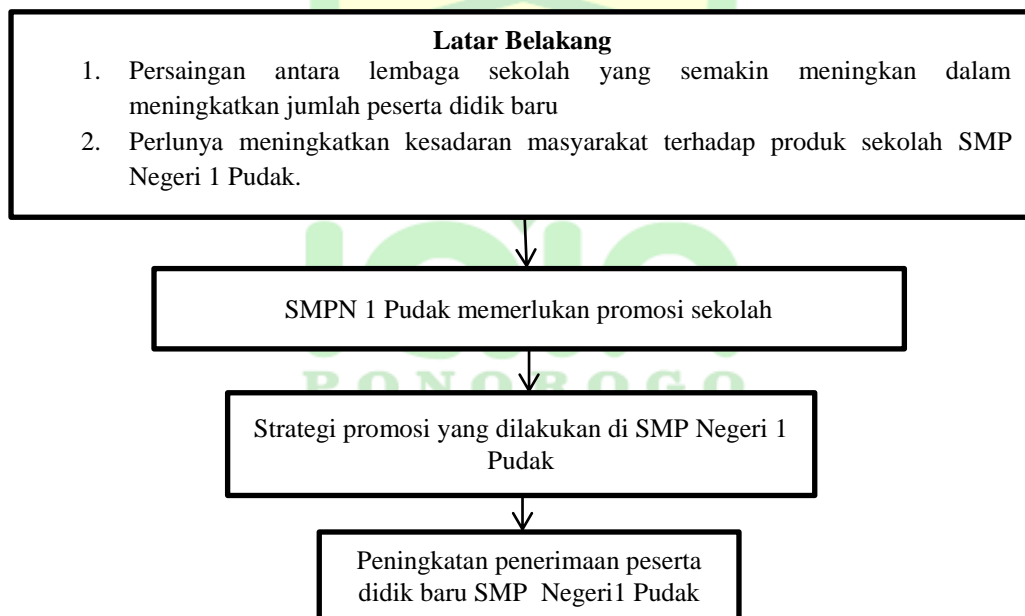 Latar Belakang
1. Persaingan antara lembaga sekolah yang semakin meningkan dalam
meningkatkan jumlah peserta didik baru
2. Perlunya meningkatkan kesadaran masyarakat terhadap produk sekolah SMP
Negeri 1 Pudak.
SMPN 1 Pudak memerlukan promosi sekolah
PONOROGO
Strategi promosi yang dilakukan di SMP Negeri 1
Pudak
Peningkatan penerimaan peserta
didik baru SMP Negeri1 Pudak